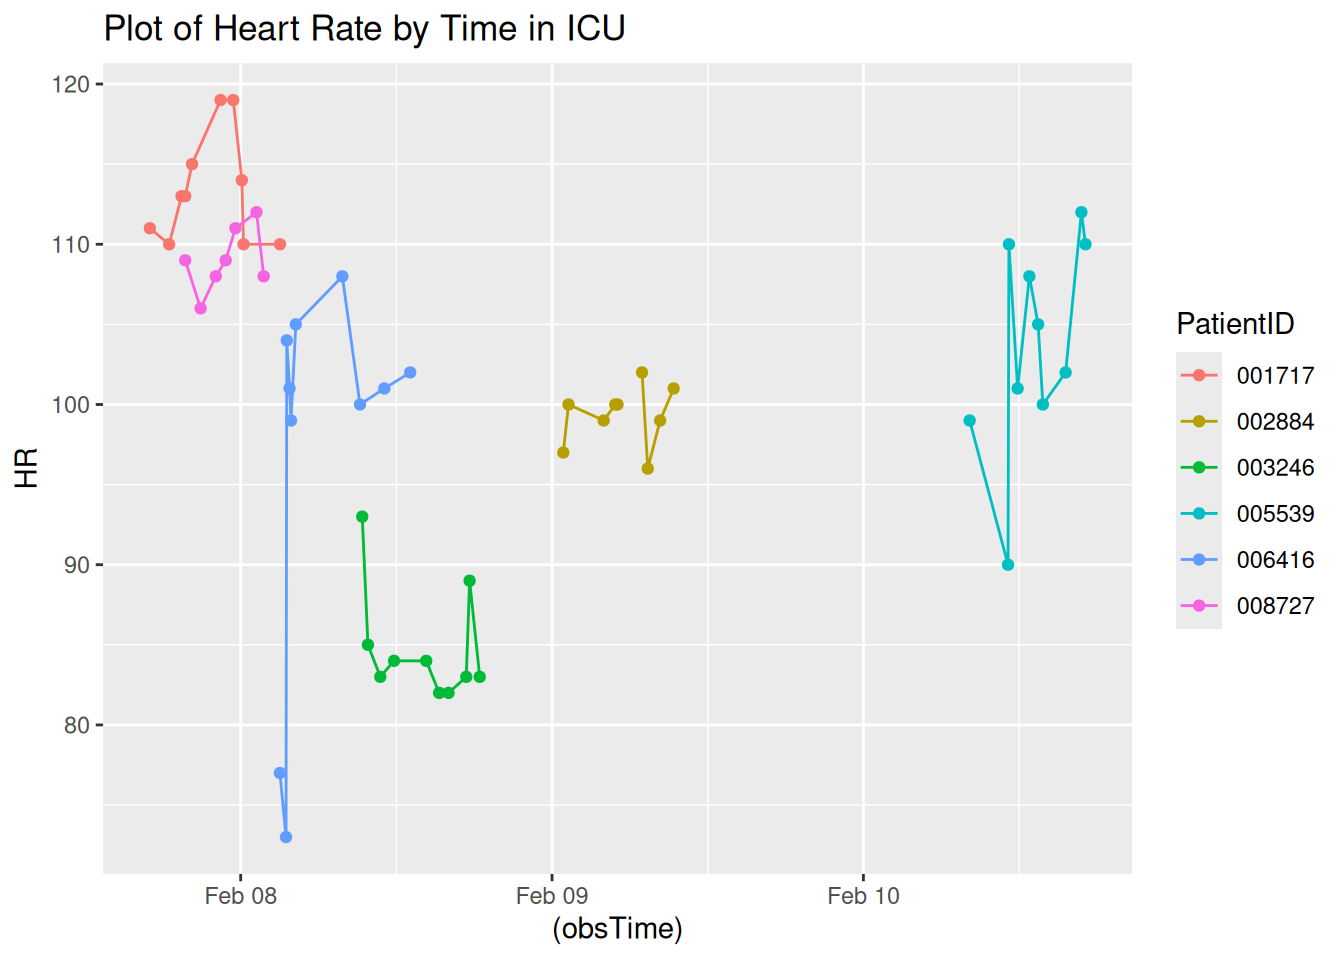 Plot of Heart Rate by Time in ICU
120
110
100
90
80
HR
Feb 08
Feb 09
Feb 10
(obsTime)
PatientID
001717
002884
003246
005539
006416
008727